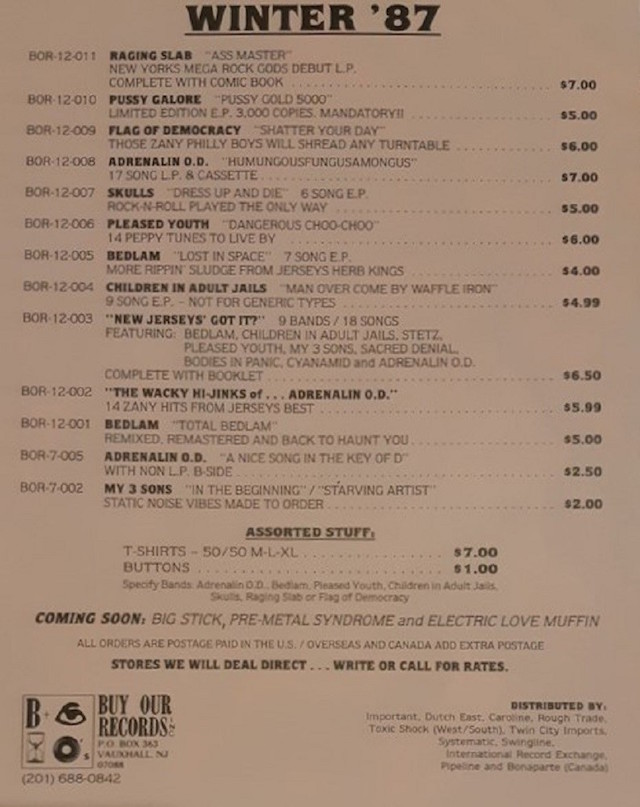 WINTER '87
BOR-12-011 RAGING SLAB "ASS MASTER"
NEW YORKS MEGA ROCK GODS DEBUT L.P.
COMPLETE WITH COMIC BOOK $7.00
BOR-12-010 PUSSY GALORE "PUSSY GOLD 5000"
LIMITED EDITION E.P. 3,000 COPIES. MANDATORY!! $5.00
BOR-12-009 FLAG OF DEMOCRACY "SHATTER YOUR DAY"
THOSE ZANY PHILLY BOYS WILL SHREAD ANY TURNTABLE $6.00
BOR-12-008 ADRENALIN O.D. "HUMUNGOUSFUNGUSAMONGUS"
17 SONG L.P. & CASSETTE $7.00
BOR-12-007 SKULLS "DRESS UP AND DIE" 6 SONG E.P.
ROCK-N-ROLL PLAYED THE ONLY WAY $5.00
BOR-12-006 PLEASED YOUTH "DANGEROUS CHOO-CHOO"
14 PEPPY TUNES TO LIVE BY $6.00
BOR-12-005 BEDLAM "LOST IN SPACE" 7 SONG E.P.
MORE RIPPIN' SLUDGE FROM JERSEYS HERB KINGS $4.00
BOR-12-004 CHILDREN IN ADULT JAILS "MAN OVER COME BY WAFFLE IRON"
9 SONG E.P. - NOT FOR GENERIC TYPES $4.99
BOR-12-003 "NEW JERSEYS' GOT IT?" 9 BANDS / 18 SONGS
FEATURING: BEDLAM, CHILDREN IN ADULT JAILS, STETZ,
PLEASED YOUTH, MY 3 SONS, SACRED DENIAL,
BODIES IN PANIC, CYANAMID and ADRENALIN O.D.
COMPLETE WITH BOOKLET $6.50
BOR-12-002 "THE WACKY HI-JINKS of . . . ADRENALIN O.D."
14 ZANY HITS FROM JERSEYS BEST $5.99
BOR-12-001 BEDLAM "TOTAL BEDLAM"
REMIXED, REMASTERED AND BACK TO HAUNT YOU $5.00
BOR-7-005 ADRENALIN O.D. "A NICE SONG IN THE KEY OF D"
WITH NON L.P. B-SIDE $2.50
BOR-7-002 MY 3 SONS "IN THE BEGINNING" / "STARVING ARTIST"
STATIC NOISE VIBES MADE TO ORDER $2.00
ASSORTED STUFF:
T-SHIRTS - 50/50 M-L-XL $7.00
BUTTONS $1.00
Specify Bands: Adrenalin O.D., Bedlam, Pleased Youth, Children in Adult Jails,
Skulls, Raging Slab or Flag of Democracy
COMING SOON: BIG STICK, PRE-METAL SYNDROME and ELECTRIC LOVE MUFFIN
ALL ORDERS ARE POSTAGE PAID IN THE U.S. / OVERSEAS AND CANADA ADD EXTRA POSTAGE
STORES WE WILL DEAL DIRECT . . . WRITE OR CALL FOR RATES.
B+
's
BUY OUR
RECORDS
P.O. BOX 363
VAUXHALL, NJ
07088
(201) 688-0842
DISTRIBUTED BY:
Important, Dutch East, Caroline, Rough Trade,
Toxic Shock (West/South), Twin City Imports,
Systematic, Swingline,
International Record Exchange,
Pipeline and Bonaparte (Canada)